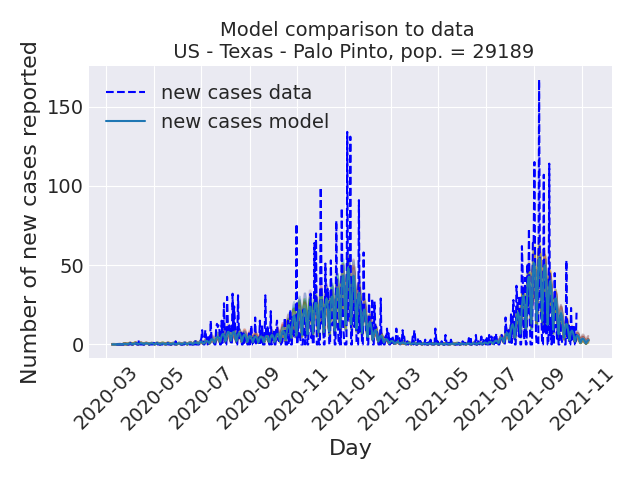 Model comparison to data
US - Texas - Palo Pinto, pop. = 29189
Number of new cases reported
150
100
50
0
new cases data
new cases model
2020-03
2020-05
2020-07
2020-09
2020-11
2021-01
2021-03
2021-05
2021-07
2021-09
2021-11
Day